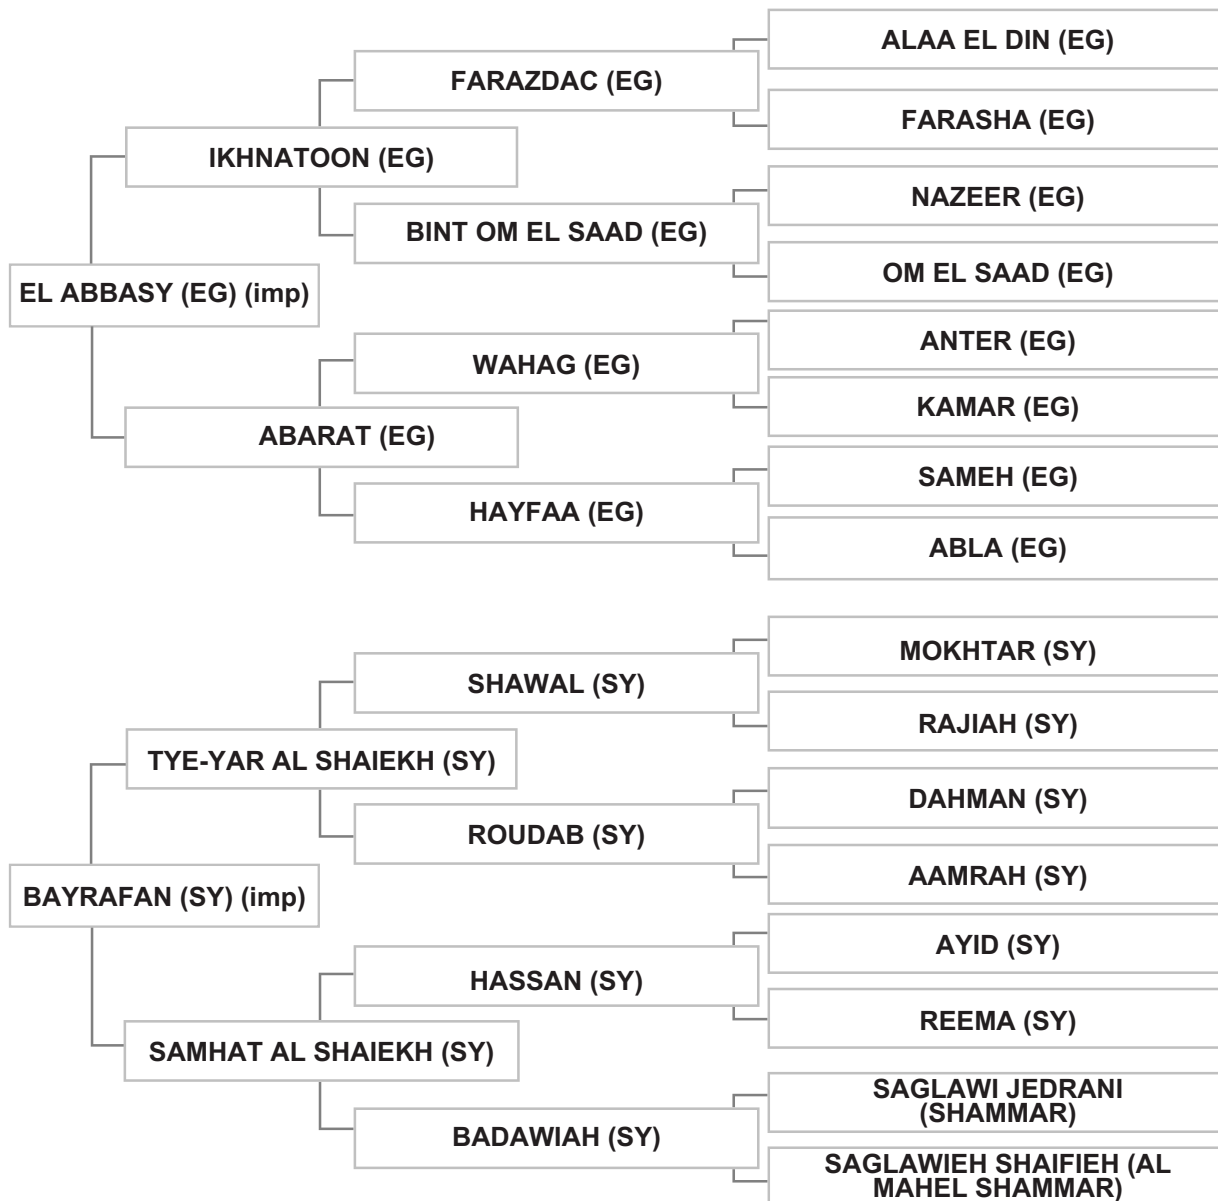 ALAA EL DIN (EG)
FARAZDAC (EG)
FARASHA (EG)
IKHNATOON (EG)
NAZEER (EG)
BINT OM EL SAAD (EG)
OM EL SAAD (EG)
EL ABBASY (EG) (imp)
ANTER (EG)
WAHAG (EG)
KAMAR (EG)
ABARAT (EG)
SAMEH (EG)
HAYFAA (EG)
ABLA (EG)
MOKHTAR (SY)
SHAWAL (SY)
RAJIAH (SY)
TYE-YAR AL SHAIEKH (SY)
DAHMAN (SY)
ROUDAB (SY)
AAMRAH (SY)
BAYRAFAN (SY) (imp)
AYID (SY)
HASSAN (SY)
REEMA (SY)
SAMHAT AL SHAIEKH (SY)
SAGLAWI JEDRANI
(SHAMMAR)
BADAWIAH (SY)
SAGLAWIEH SHAIFIEH (AL
MAHEL SHAMMAR)